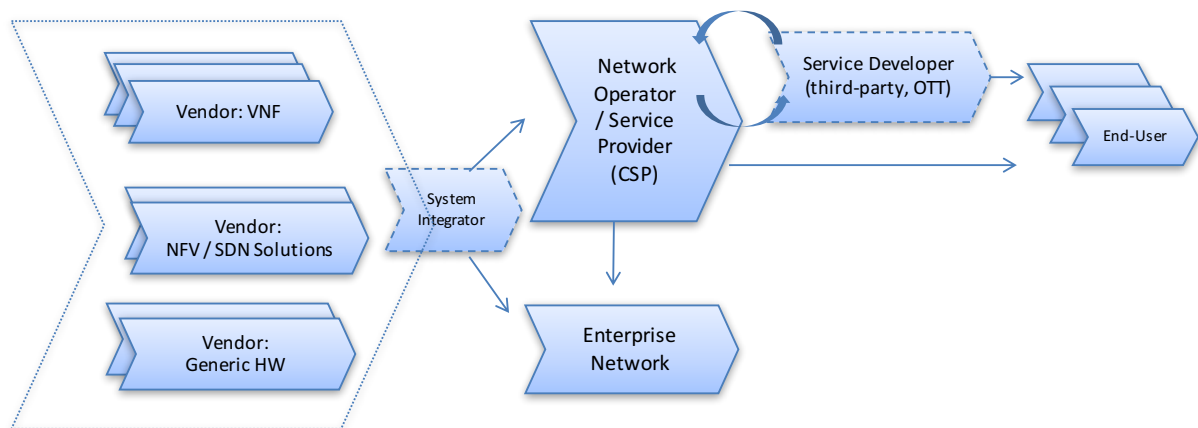 Vendor: VNF
Vendor:
NFV / SDN Solutions
Vendor:
Generic HW
System
Integrator
Network
Operator
/ Service
Provider
(CSP)
Enterprise
Network
Service Developer
(third-party, OTT)
End-User